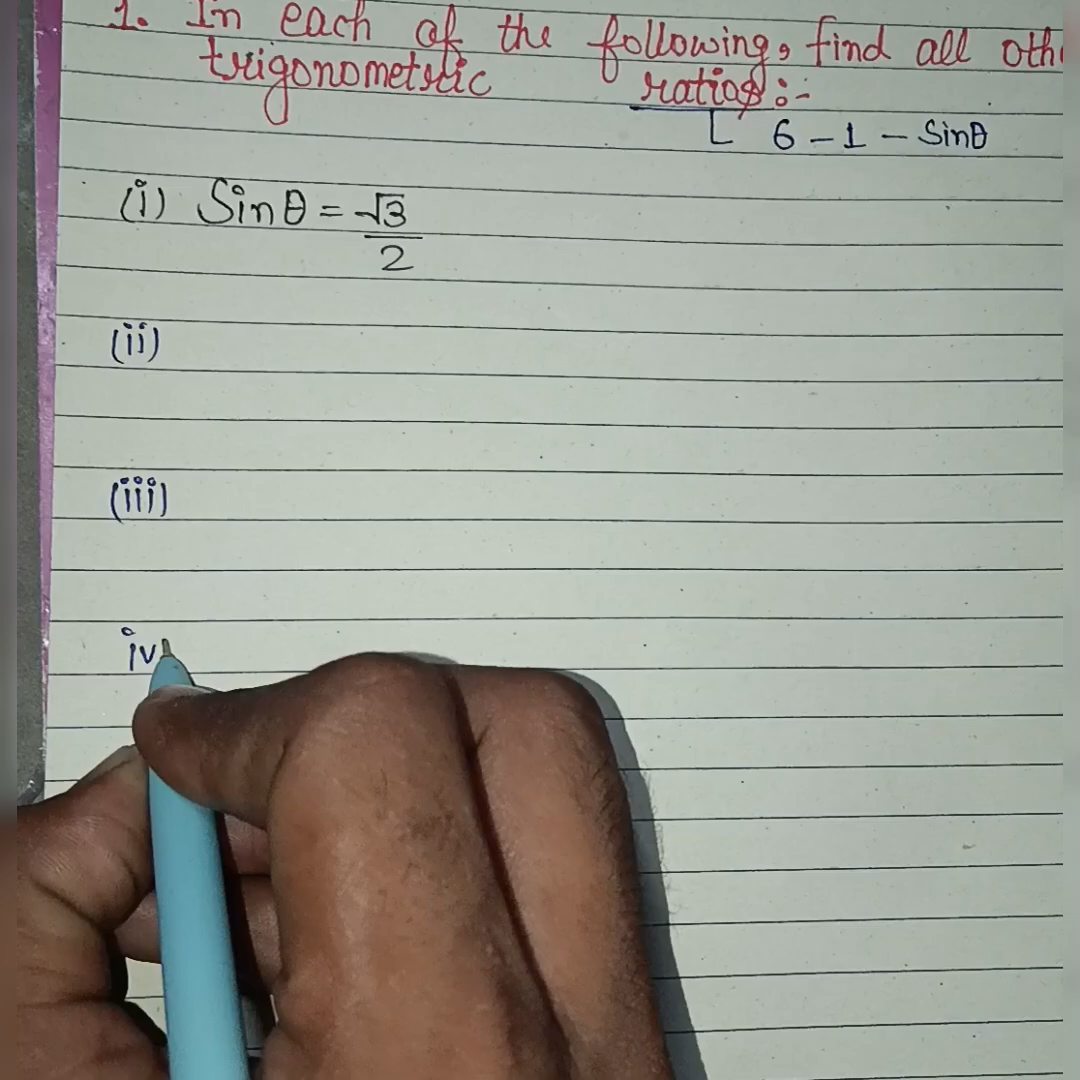 1. In each of the following, find all oth
trigonometric ratios :-
6 - 1 - Sinθ
(i) Sin θ = √3/2
(ii)
(iii)
iv)